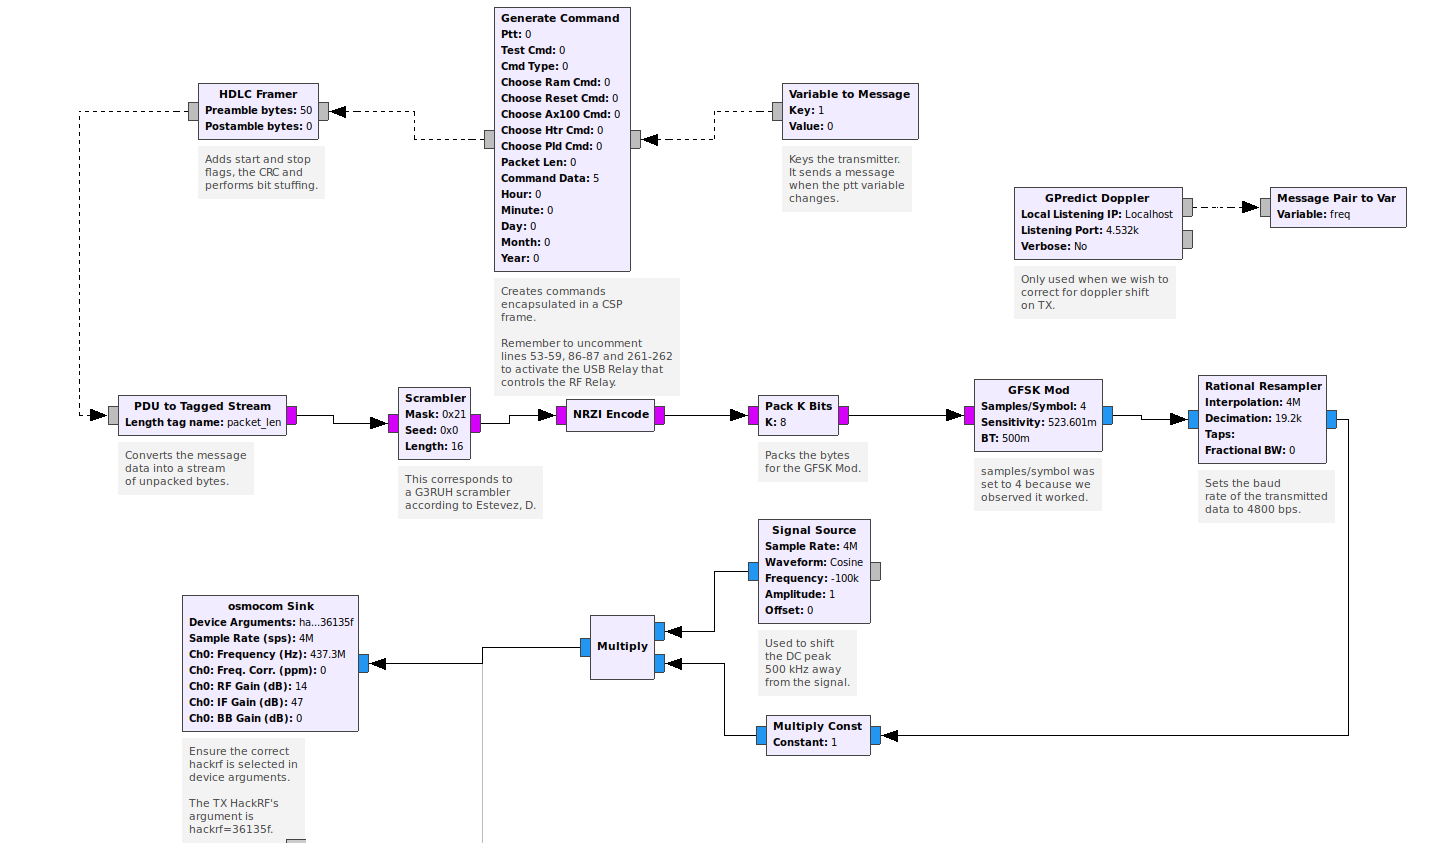 Generate Command
Ptt: 0
Test Cmd: 0
Cmd Type: 0
Choose Ram Cmd: 0
Choose Reset Cmd: 0
Choose Ax100 Cmd: 0
Choose Htr Cmd: 0
Choose Pld Cmd: 0
Packet Len: 0
Command Data: 5
Hour: 0
Minute: 0
Day: 0
Month: 0
Year: 0
Creates commands
encapsulated in a CSP
frame.
Remember to uncomment
lines 53-59, 86-87 and 261-262
to activate the USB Relay that
controls the RF Relay.
HDLC Framer
Preamble bytes: 50
Postamble bytes: 0
Adds start and stop
flags, the CRC and
performs bit stuffing.
Variable to Message
Key: 1
Value: 0
Keys the transmitter.
It sends a message
when the ptt variable
changes.
GPredict Doppler
Local Listening IP: Localhost
Listening Port: 4.532k
Verbose: No
Only used when we wish to
correct for doppler shift
on TX.
Message Pair to Var
Variable: freq
PDU to Tagged Stream
Length tag name: packet_len
Converts the message
data into a stream
of unpacked bytes.
Scrambler
Mask: 0x21
Seed: 0x0
Length: 16
This corresponds to
a G3RUH scrambler
according to Estevez, D.
NRZI Encode
Pack K Bits
K: 8
Packs the bytes
for the GFSK Mod.
GFSK Mod
Samples/Symbol: 4
Sensitivity: 523.601m
BT: 500m
samples/symbol was
set to 4 because we
observed it worked.
Rational Resampler
Interpolation: 4M
Decimation: 19.2k
Taps:
Fractional BW: 0
Sets the baud
rate of the transmitted
data to 4800 bps.
Signal Source
Sample Rate: 4M
Waveform: Cosine
Frequency: -100k
Amplitude: 1
Offset: 0
Used to shift
the DC peak
500 kHz away
from the signal.
Multiply
Multiply Const
Constant: 1
osmocom Sink
Device Arguments: ha...36135f
Sample Rate (sps): 4M
Ch0: Frequency (Hz): 437.3M
Ch0: Freq. Corr. (ppm): 0
Ch0: RF Gain (dB): 14
Ch0: IF Gain (dB): 47
Ch0: BB Gain (dB): 0
Ensure the correct
hackrf is selected in
device arguments.
The TX HackRF's
argument is
hackrf=36135f.